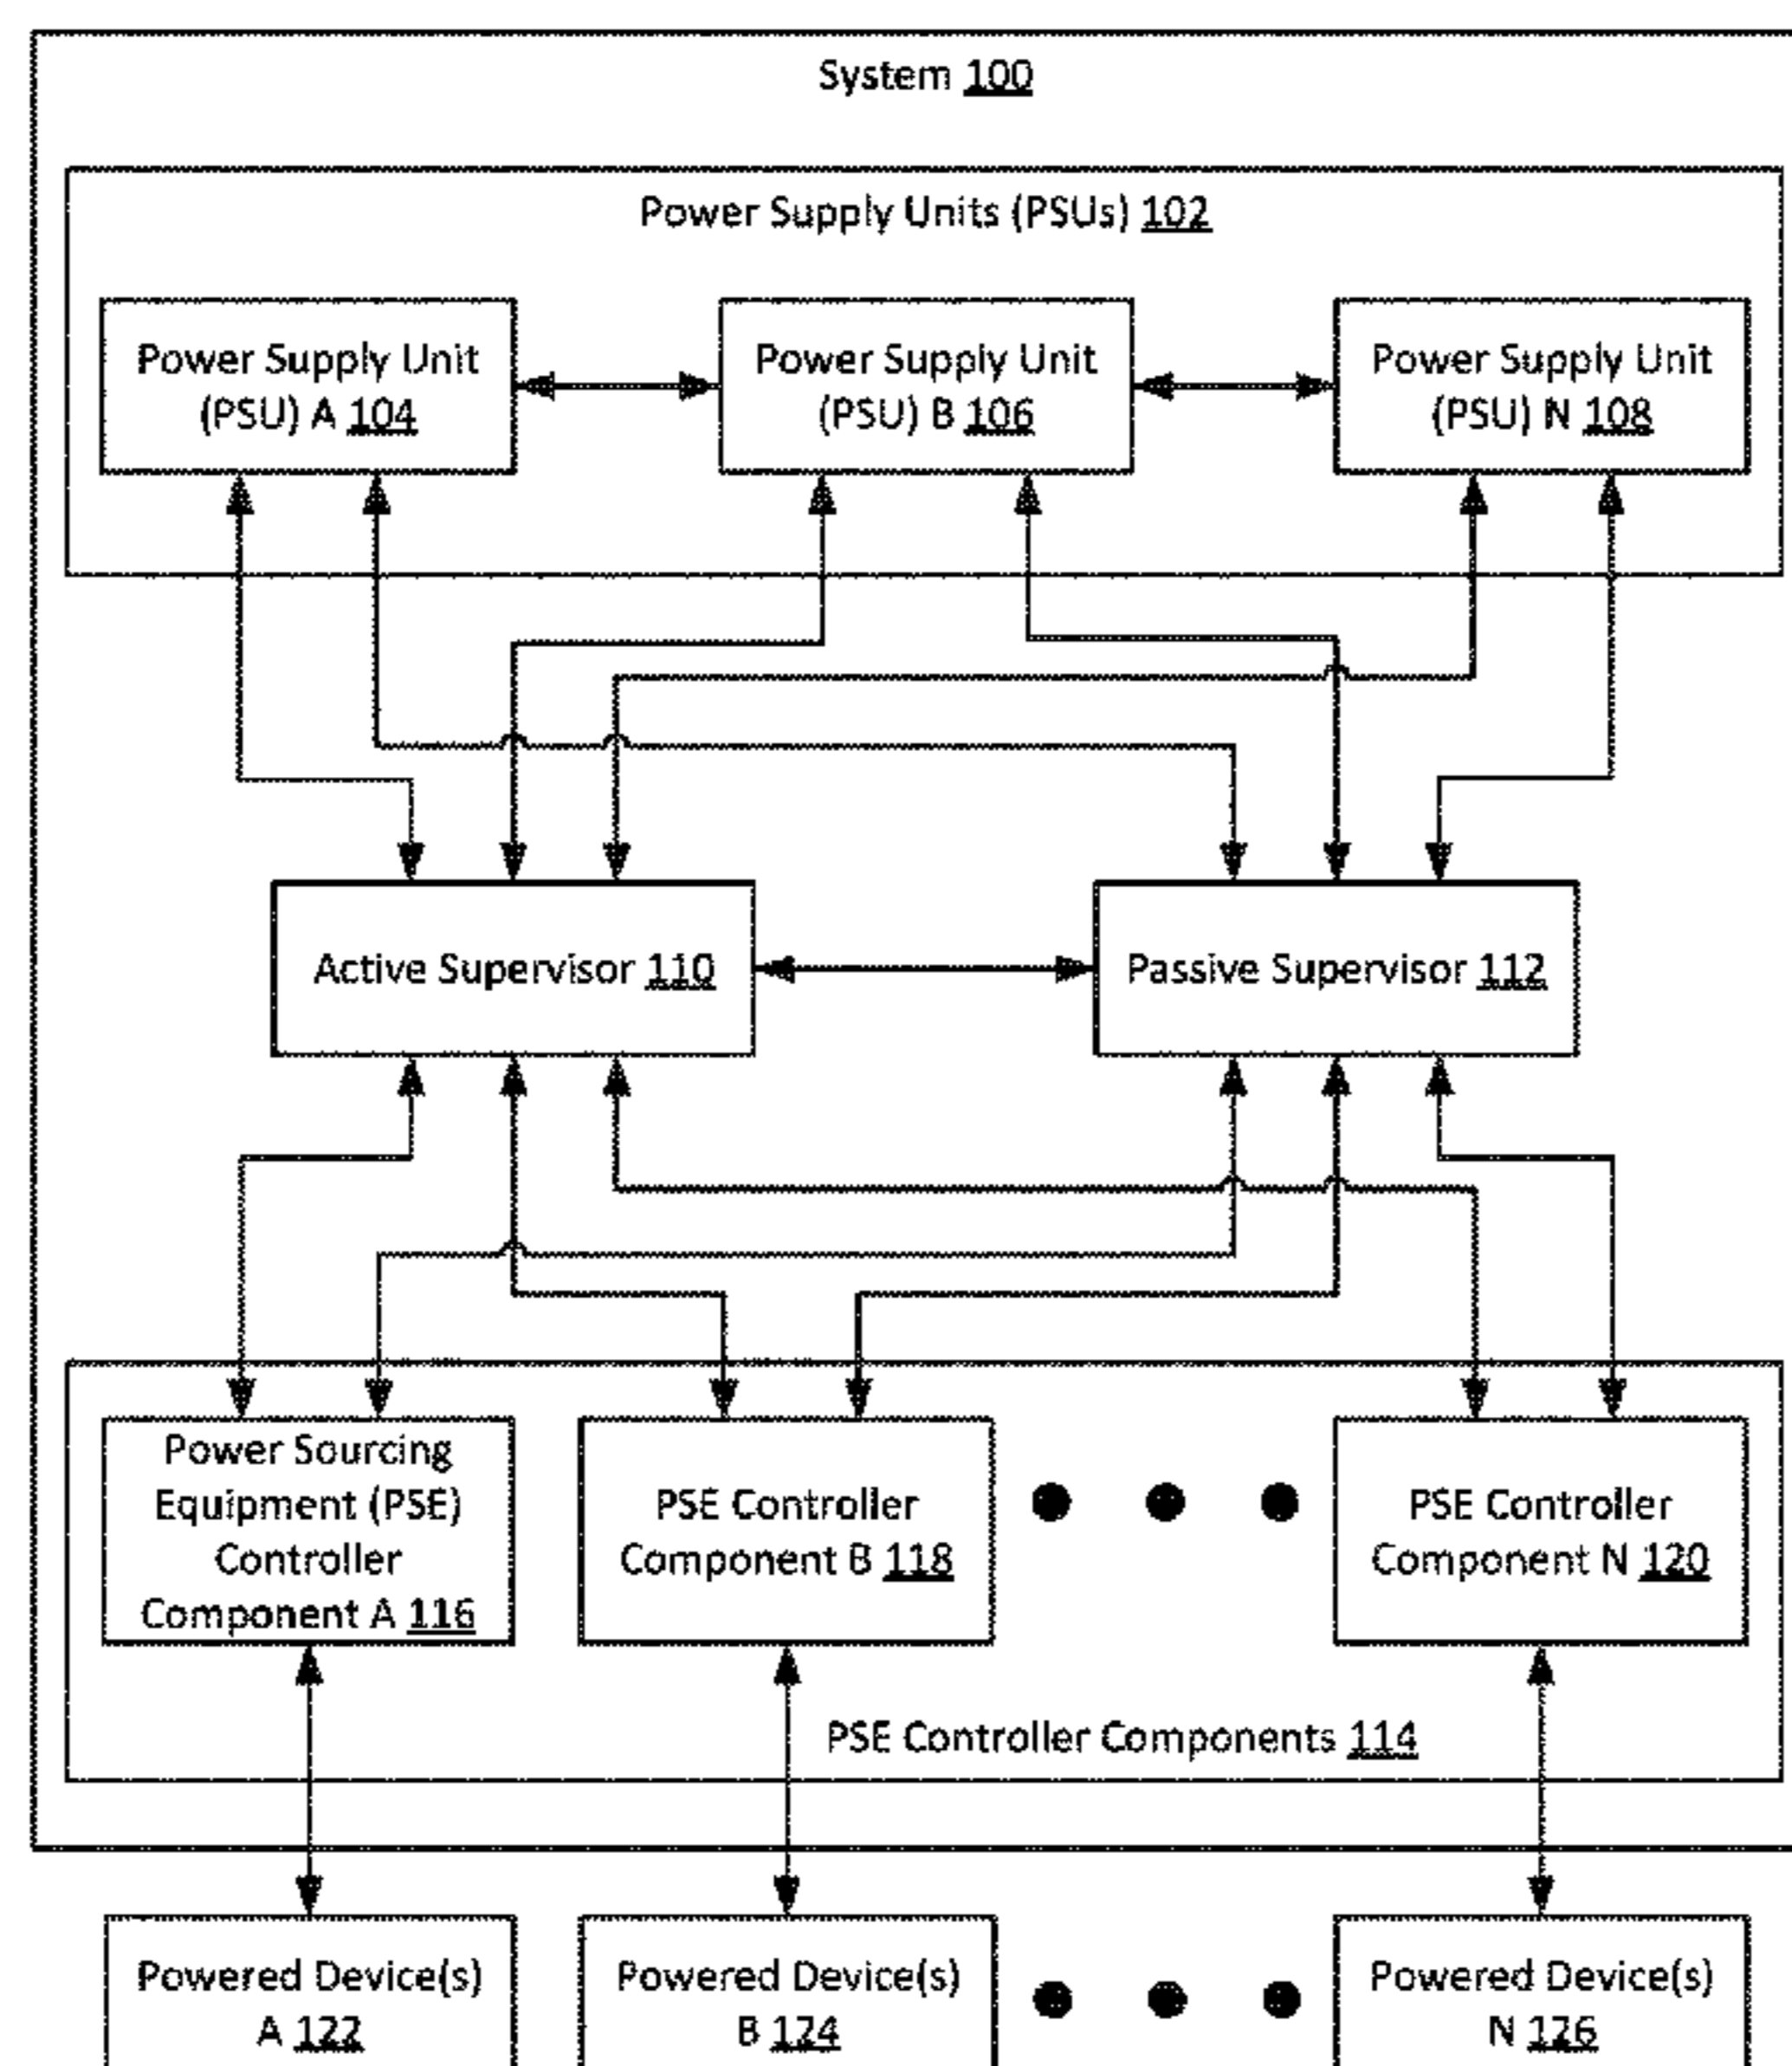 System 100
Power Supply Units (PSUs) 102
Power Supply Unit
(PSU) A 104
Power Supply Unit
(PSU) B 106
Power Supply Unit
(PSU) N 108
Active Supervisor 110
Passive Supervisor 112
Power Sourcing
Equipment (PSE)
Controller
Component A 116
PSE Controller
Component B 118
PSE Controller
Component N 120
PSE Controller Components 114
Powered Device(s)
A 122
Powered Device(s)
B 124
Powered Device(s)
N 126